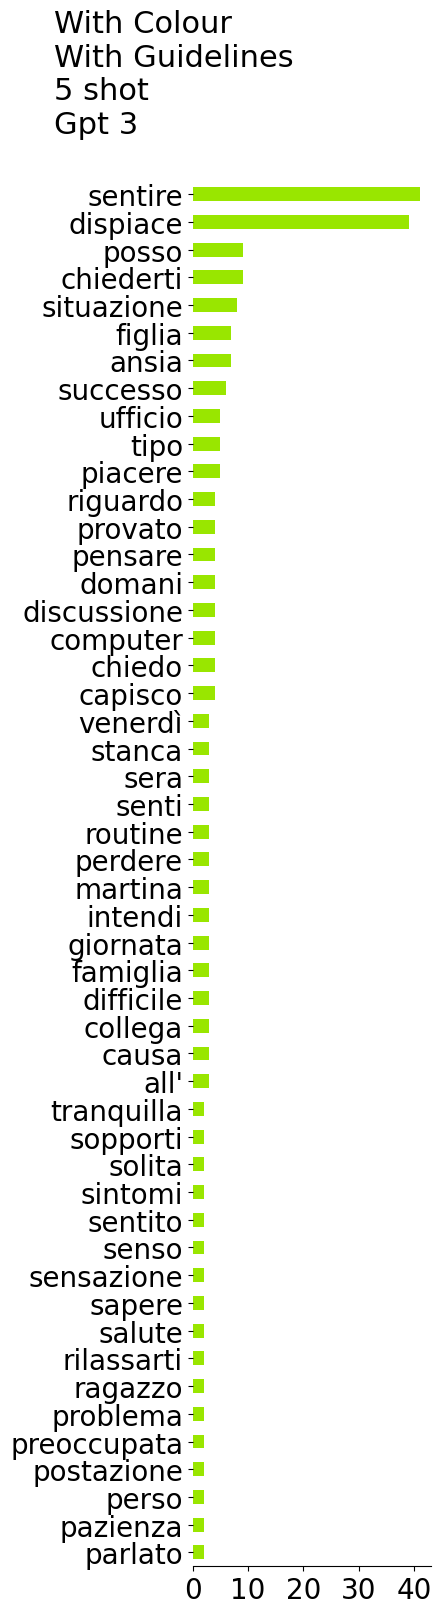 With Colour
With Guidelines
5 shot
Gpt 3
sentire
dispiace
posso
chiederti
situazione
figlia
ansia
successo
ufficio
tipo
piacere
riguardo
provato
pensare
domani
discussione
computer
chiedo
capisco
venerdì
stanca
sera
senti
routine
perdere
martina
intendi
giornata
famiglia
difficile
collega
causa
all'
tranquilla
sopporti
solita
sintomi
sentito
senso
sensazione
sapere
salute
rilassarti
ragazzo
problema
preoccupata
postazione
perso
pazienza
parlato
0 10 20 30 40